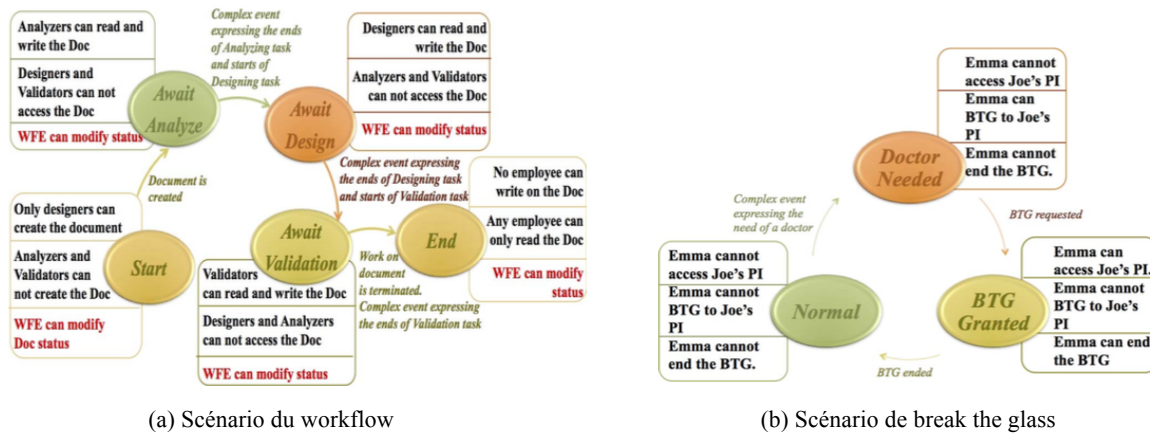 Analyzers can read and
write the Doc
Designers and
Validators can not
access the Doc
WFE can modify status
Await
Analyze
Complex event
expressing the ends
of Analyzing task
and starts of
Designing task
Designers can read and
write the Doc
Analyzers and Validators
can not access the Doc
WFE can modify status
Await
Design
Document is
created
Only designers can
create the document
Analyzers and
Validators can
not create the Doc
WFE can modify
Doc status
Start
Complex event expressing
the ends of Designing task
and starts of Validation task
Await
Validation
Validators
can read and write the Doc
Designers and Analyzers
can not access the Doc
WFE can modify status
Work on
document
is terminated.
Complex event expressing
the ends of Validation task
End
No employee can
write on the Doc
Any employee can
only read the Doc
WFE can modify
status
(a) Scénario du workflow
Emma cannot
access Joe's PI
Emma can
BTG to Joe's
PI
Emma cannot
end the BTG.
Doctor
Needed
Complex event
expressing the
need of a doctor
BTG requested
Emma cannot
access Joe's PI
Emma cannot
BTG to Joe's
PI
Emma cannot
end the BTG.
Normal
BTG
Granted
Emma can
access Joe's PI.
Emma cannot
BTG to Joe's
PI
Emma can end
the BTG
BTG ended
(b) Scénario de break the glass